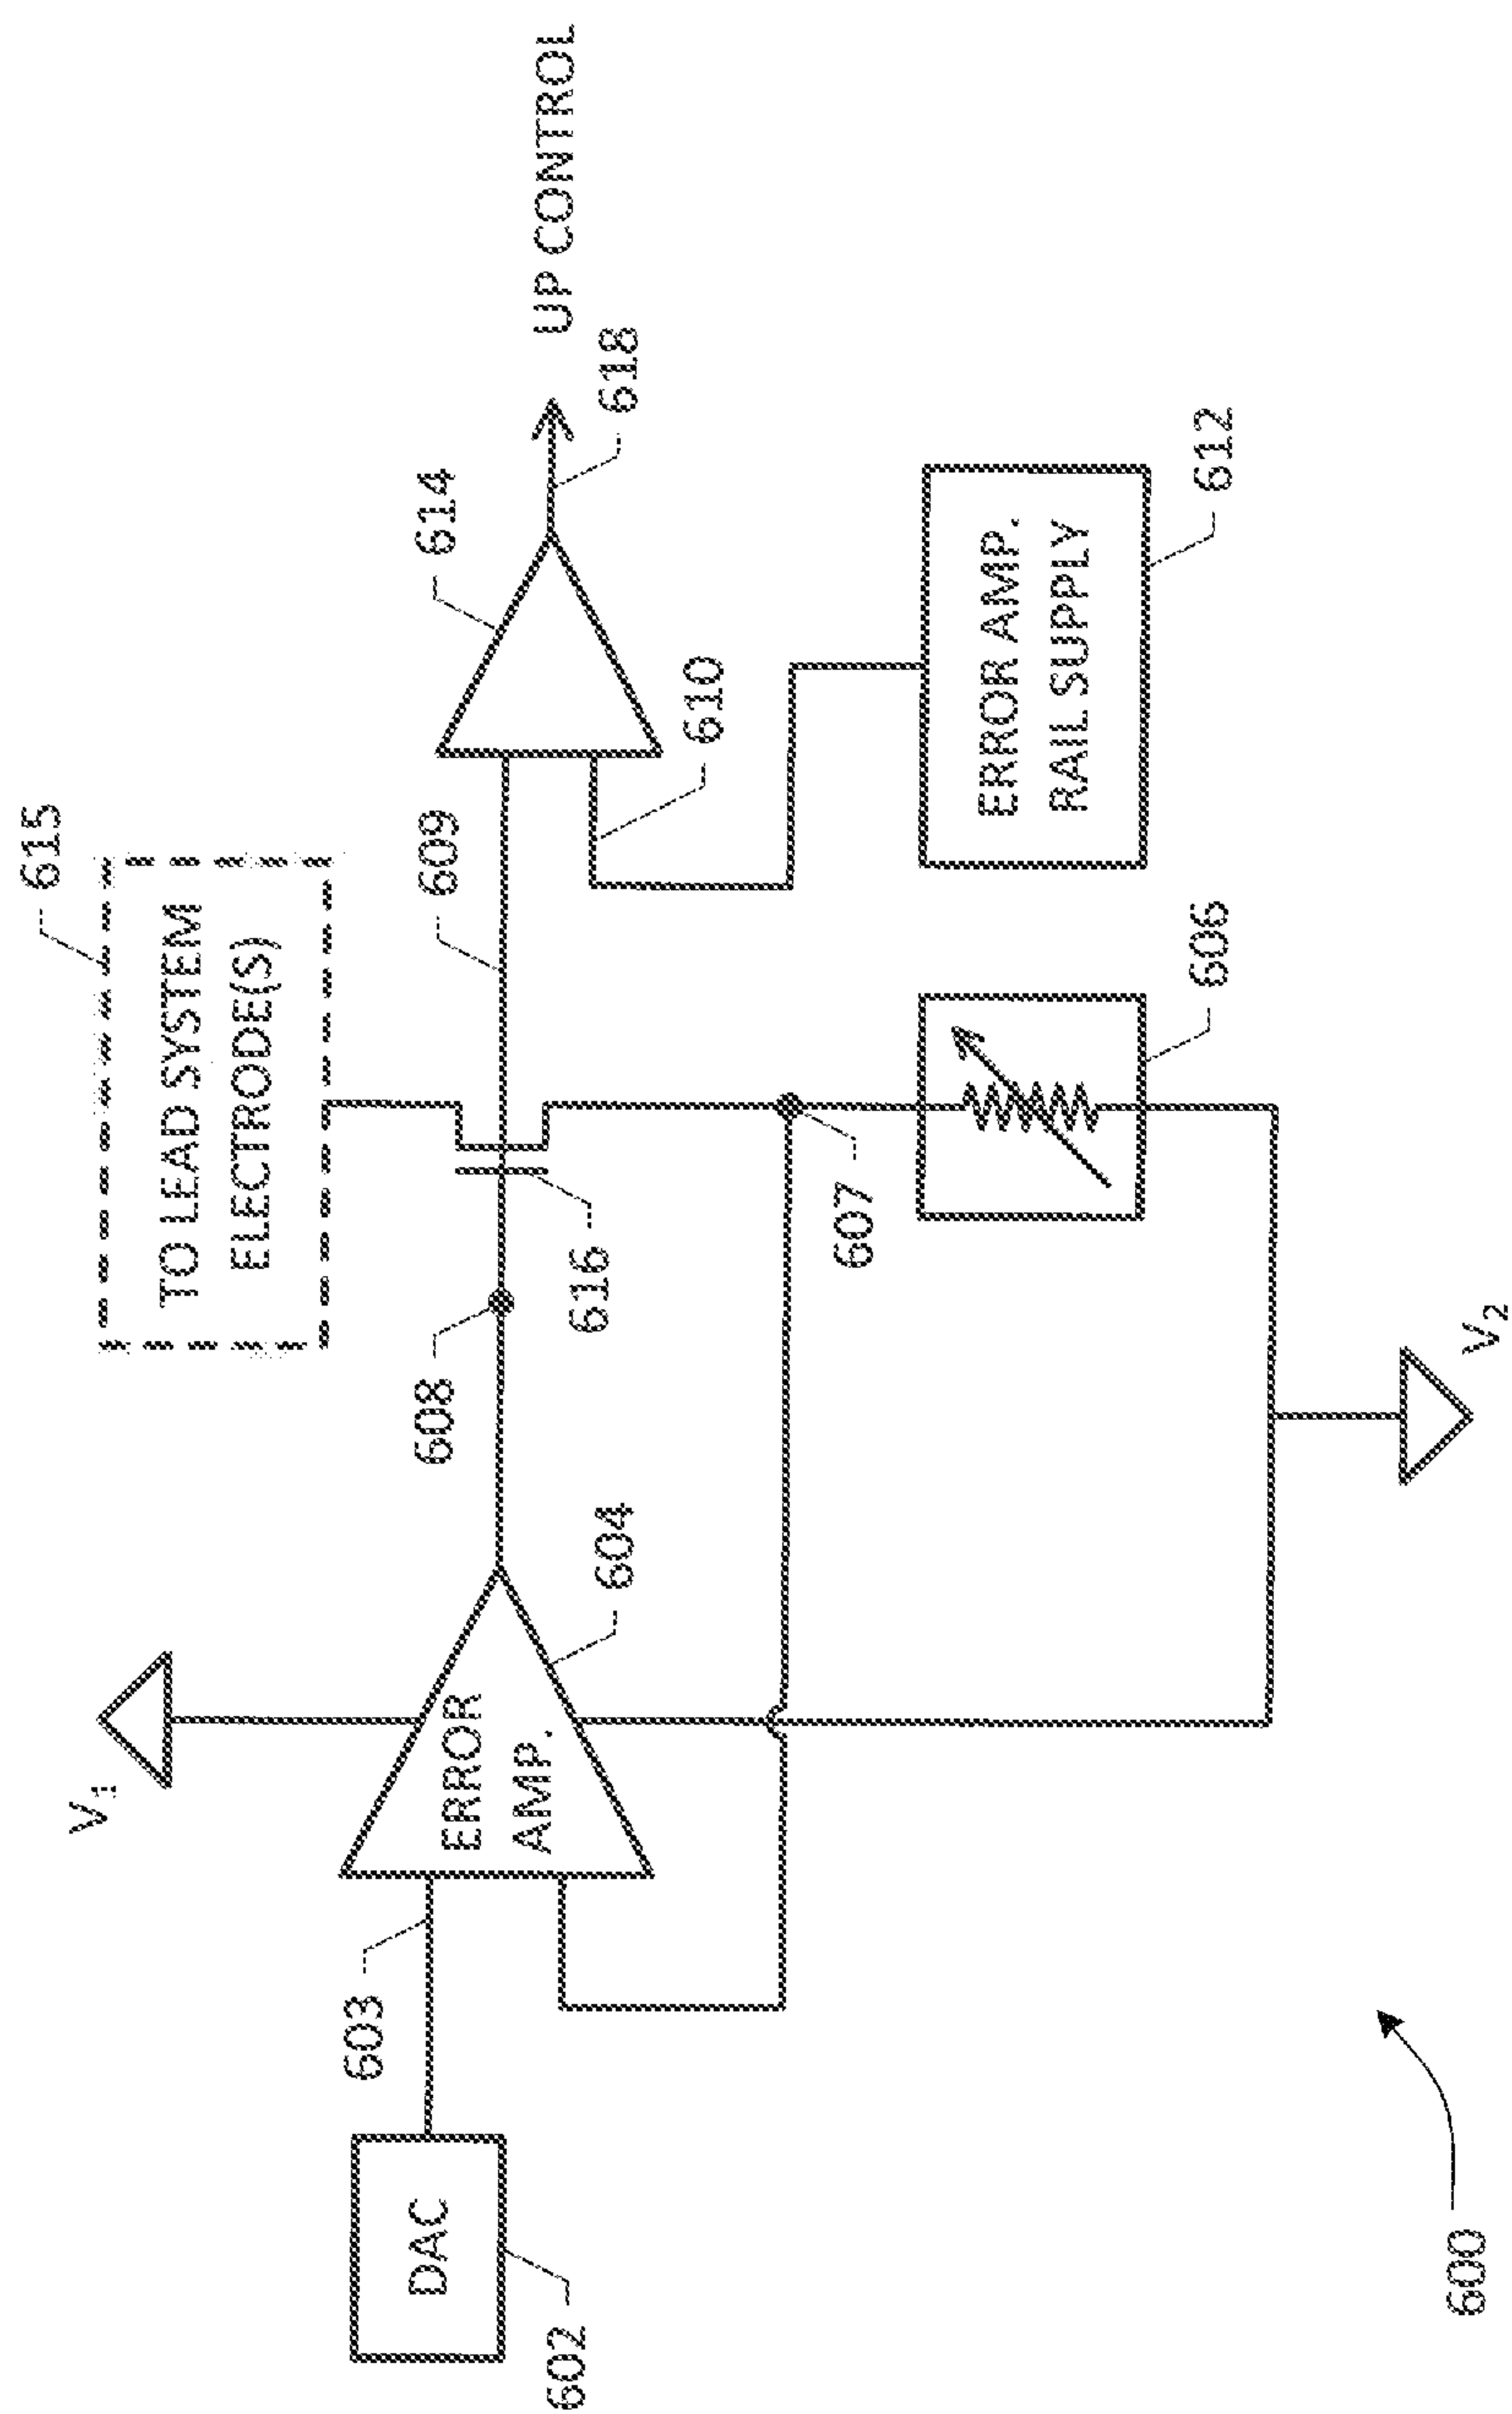 615
TO LEAD SYSTEM
ELECTRODE(S)
V₁
608
609
614
UP CONTROL
603
ERROR
AMP.
604
616
610
618
DAC
602
607
606
ERROR AMP.
RAIL SUPPLY
612
V₂
600